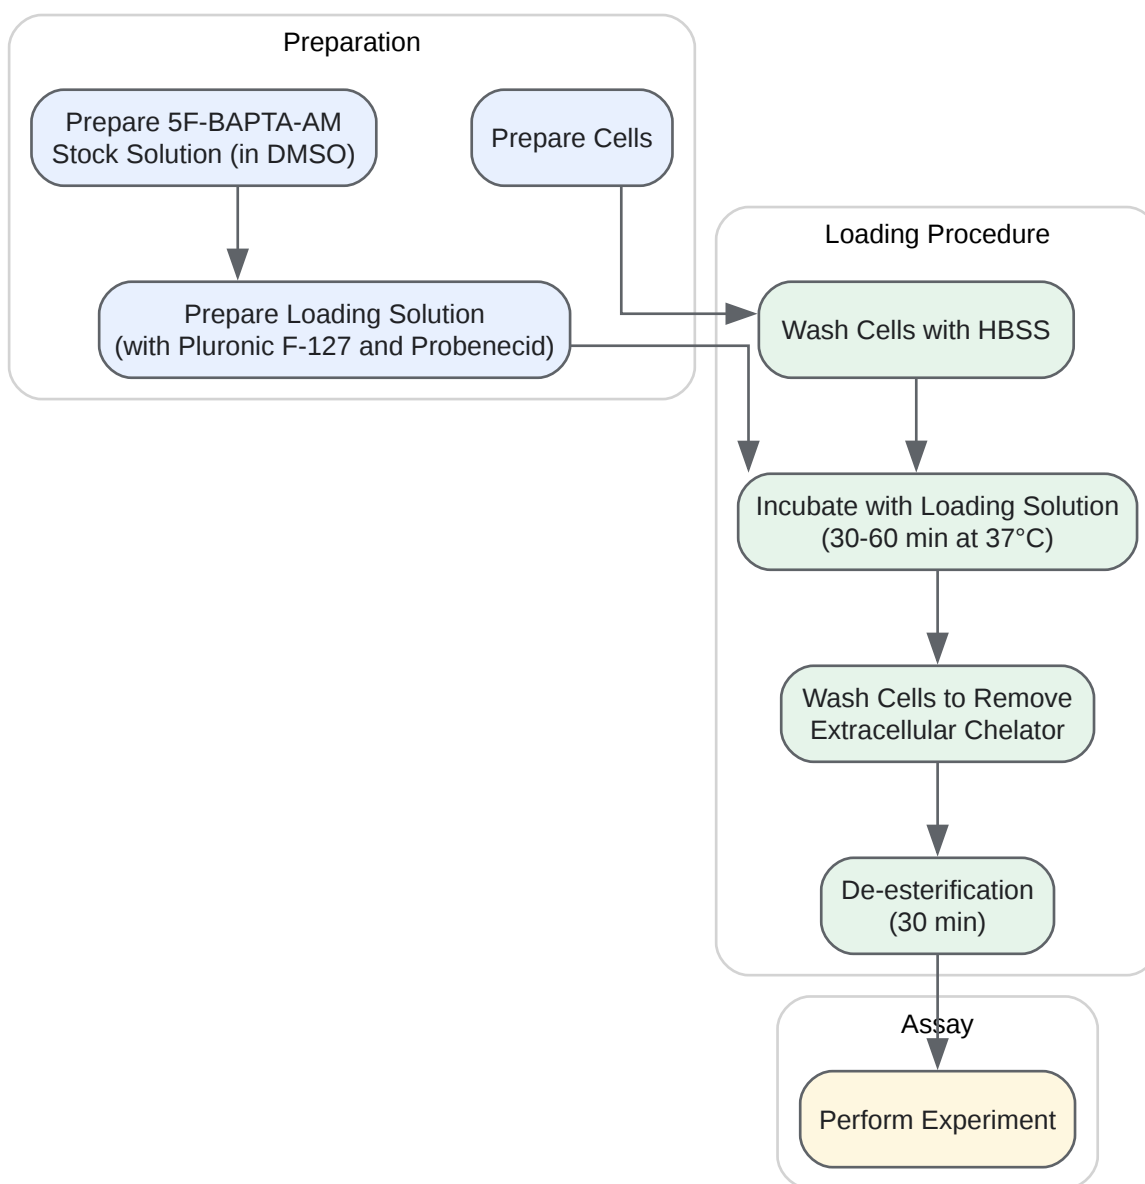 Preparation
Prepare 5F-BAPTA-AM
Stock Solution (in DMSO)
Prepare Cells
Prepare Loading Solution
(with Pluronic F-127 and Probenecid)
Loading Procedure
Wash Cells with HBSS
Incubate with Loading Solution
(30-60 min at 37°C)
Wash Cells to Remove
Extracellular Chelator
De-esterification
(30 min)
Assay
Perform Experiment